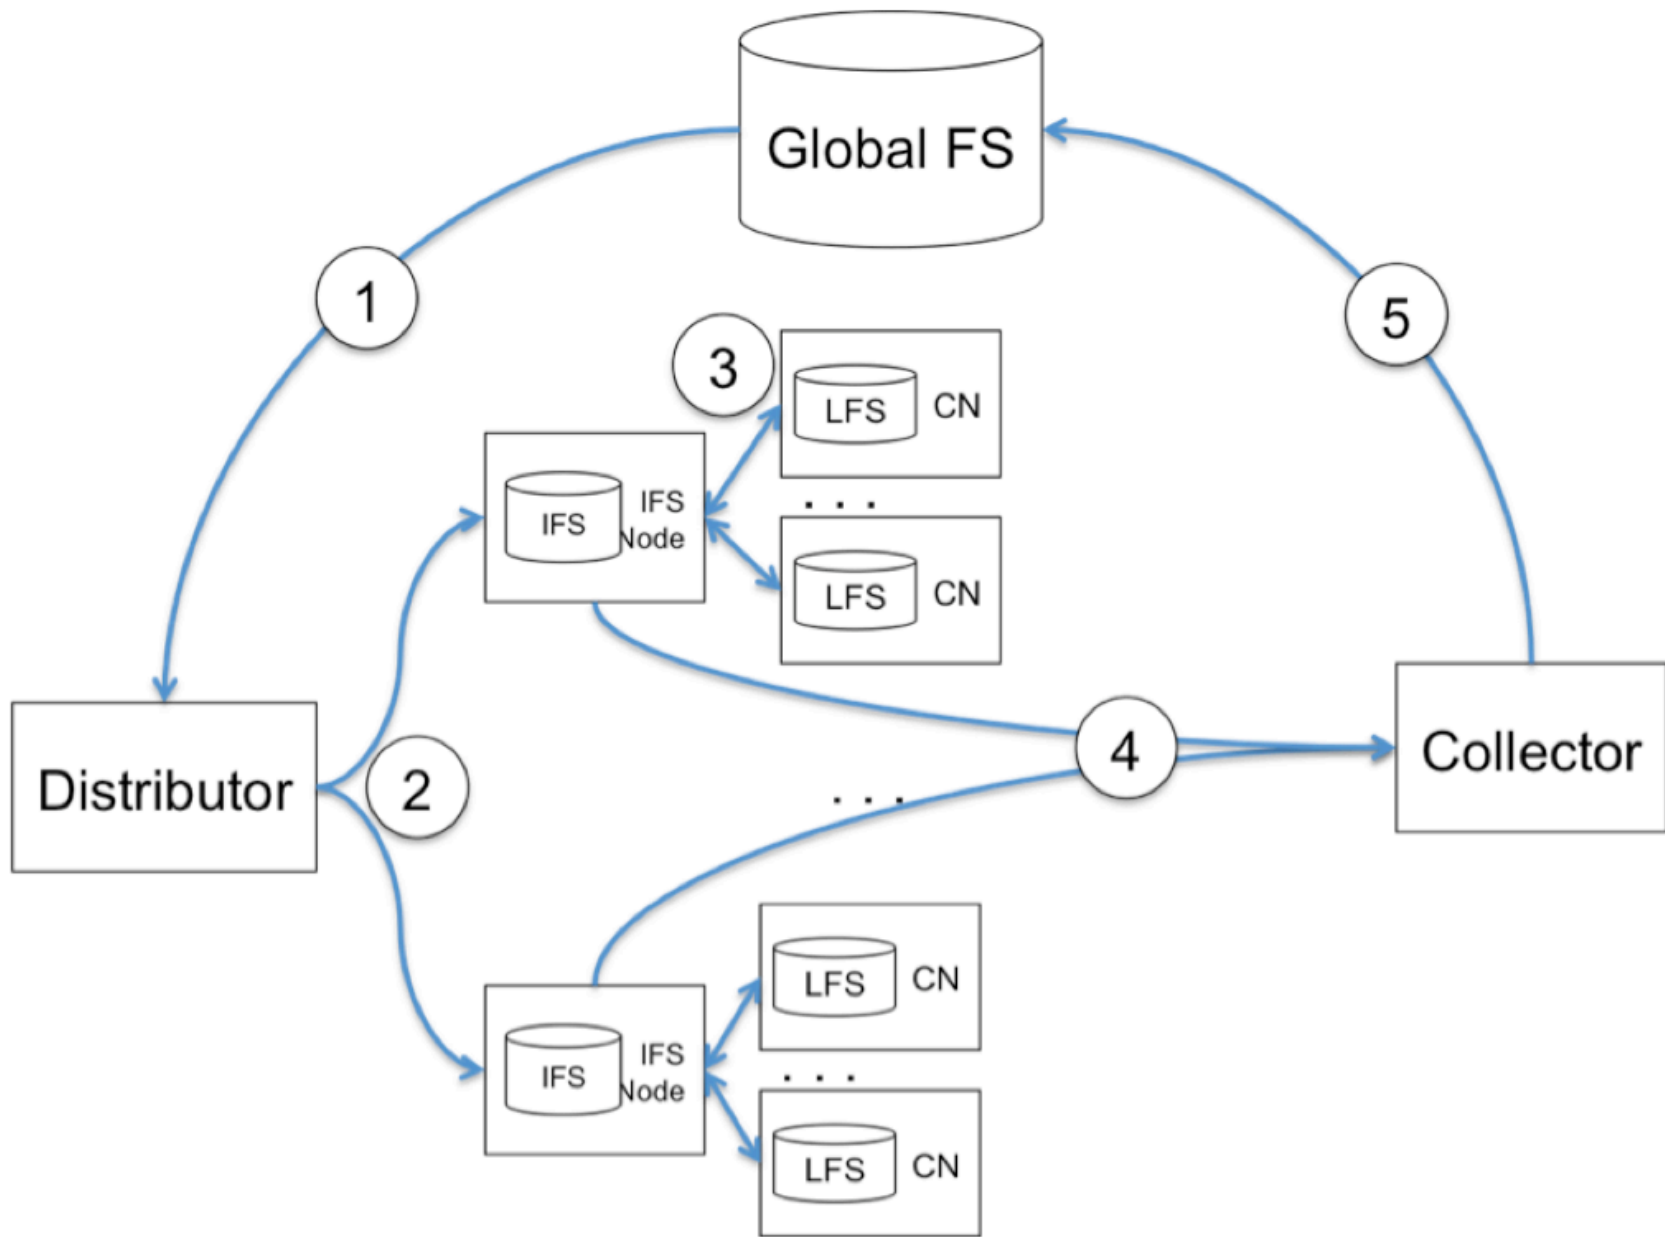 Global FS
1
5
3
LFS CN
. . .
IFS
IFS
Node
LFS CN
Distributor
2
4
Collector
. . .
LFS CN
IFS
IFS
Node
. . .
LFS CN